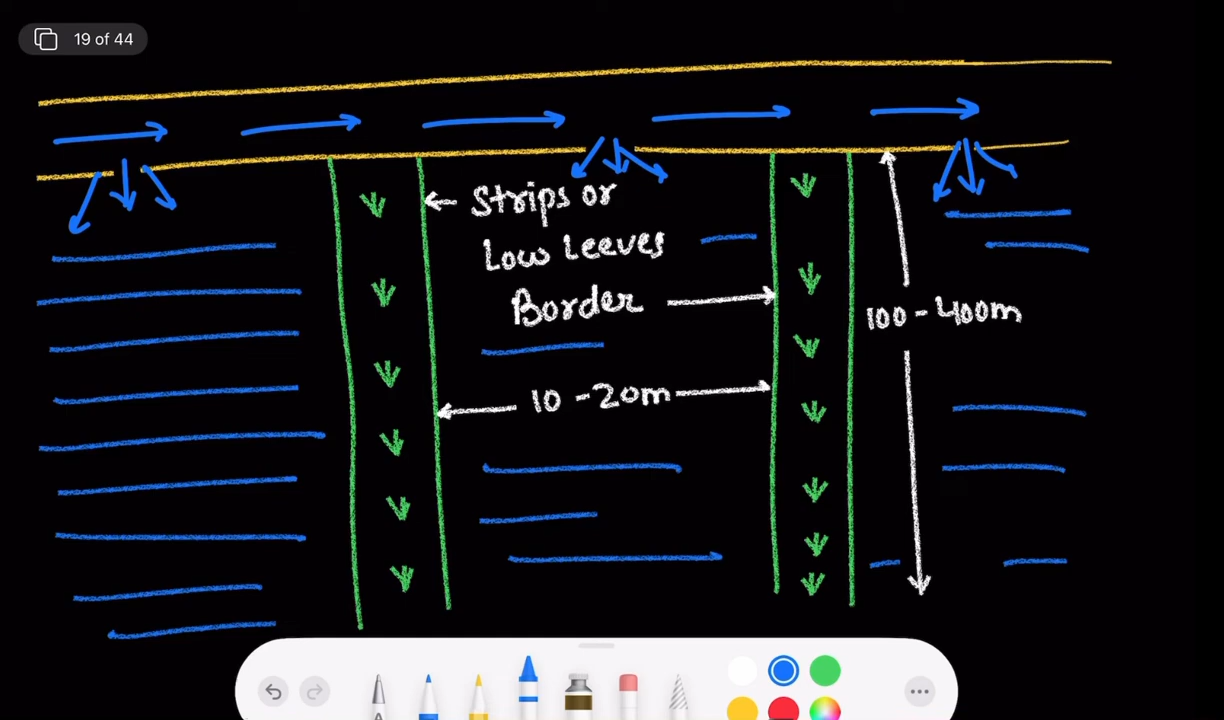 19 of 44
Strips or
Low Leeves
Border
100 - 400m
10 - 20m